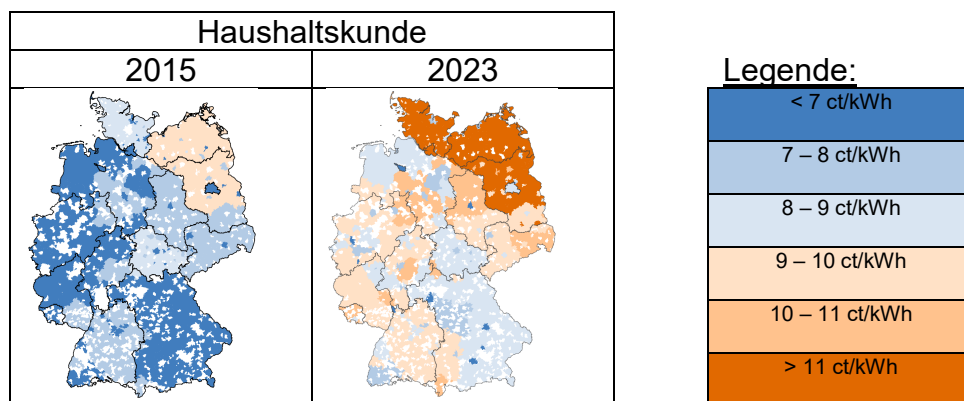 Haushaltskunde
2015
2023
Legende:
< 7 ct/kWh
7 – 8 ct/kWh
8 – 9 ct/kWh
9 – 10 ct/kWh
10 – 11 ct/kWh
> 11 ct/kWh